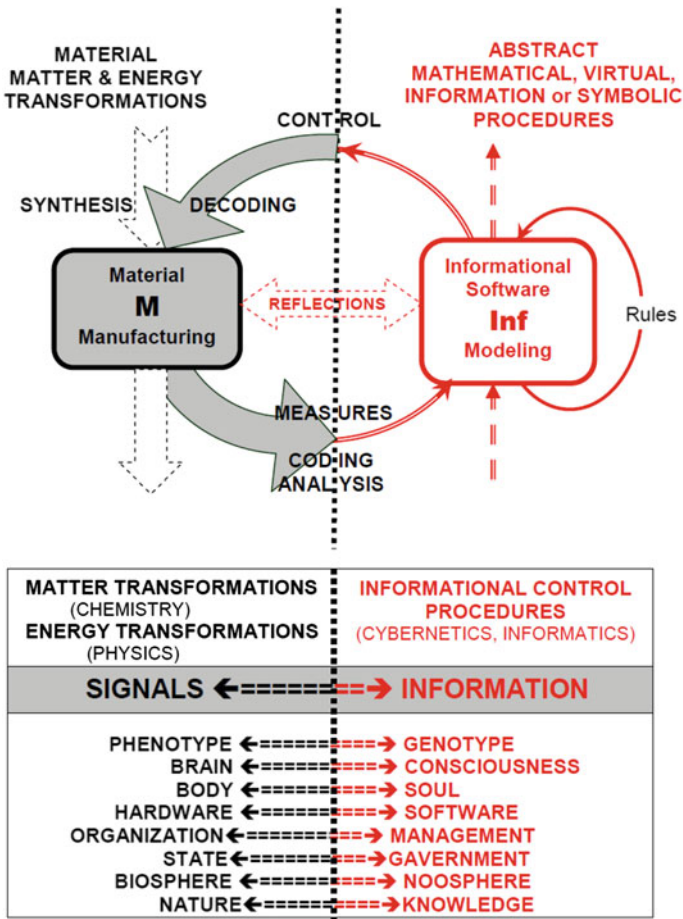 MATERIAL
MATTER & ENERGY
TRANSFORMATIONS
ABSTRACT
MATHEMATICAL, VIRTUAL,
INFORMATION or SYMBOLIC
PROCEDURES
CONTROL
SYNTHESIS
DECODING
Material
M
Manufacturing
REFLECTIONS
Informational
Software
Inf
Modeling
Rules
MEASURES
CODING
ANALYSIS
MATTER TRANSFORMATIONS
(CHEMISTRY)
ENERGY TRANSFORMATIONS
(PHYSICS)
INFORMATIONAL CONTROL
PROCEDURES
(CYBERNETICS, INFORMATICS)
SIGNALS INFORMATION
PHENOTYPE GENOTYPE
BRAIN CONSCIOUSNESS
BODY SOUL
HARDWARE SOFTWARE
ORGANIZATION MANAGEMENT
STATE GAVERNMENT
BIOSPHERE NOOSPHERE
NATURE KNOWLEDGE